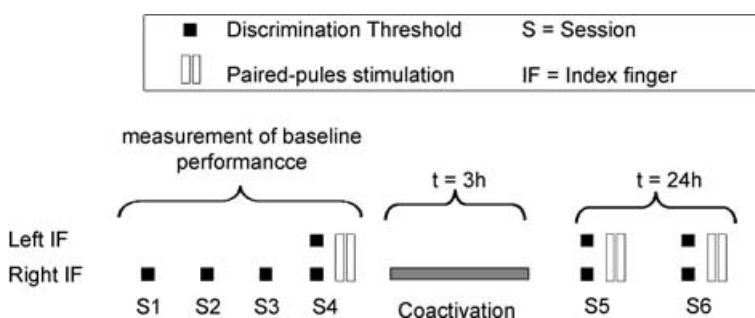 Discrimination Threshold S = Session
Paired-pules stimulation IF = Index finger
measurement of baseline
performancce
t = 3h
t = 24h
Left IF
Right IF
S1 S2 S3 S4 Coactivation S5 S6